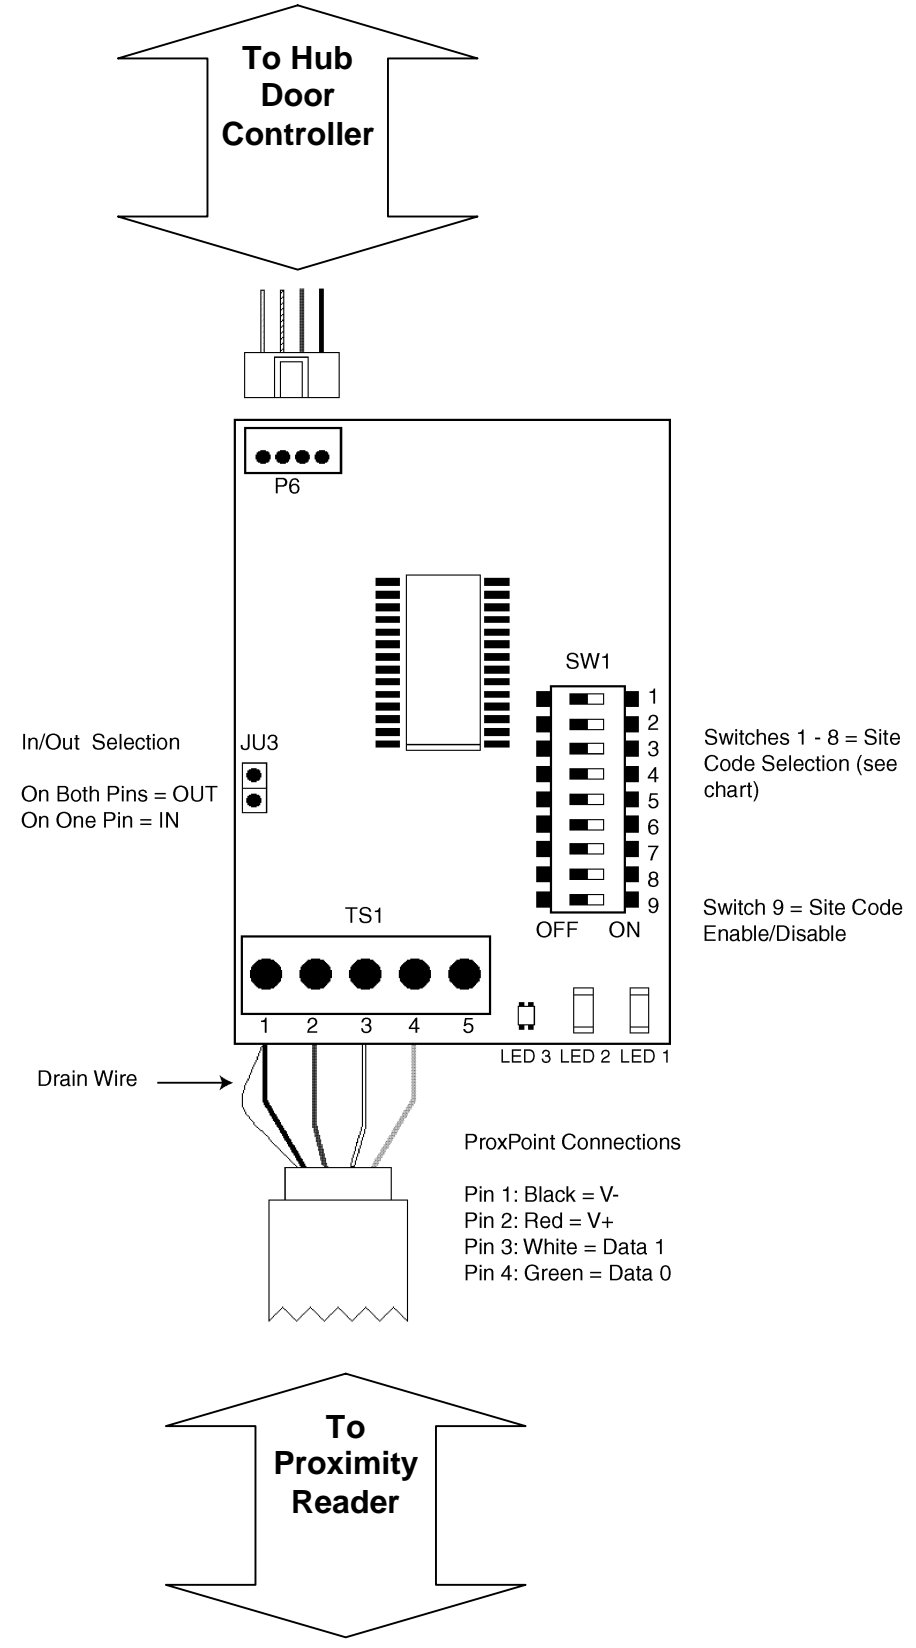 To Hub
Door
Controller
P6
SW1
1
2
3
4
5
6
7
8
9
OFF ON
In/Out Selection
On Both Pins = OUT
On One Pin = IN
JU3
Switches 1 - 8 = Site
Code Selection (see
chart)
Switch 9 = Site Code
Enable/Disable
TS1
1 2 3 4 5
LED 3 LED 2 LED 1
Drain Wire
ProxPoint Connections
Pin 1: Black = V-
Pin 2: Red = V+
Pin 3: White = Data 1
Pin 4: Green = Data 0
To
Proximity
Reader